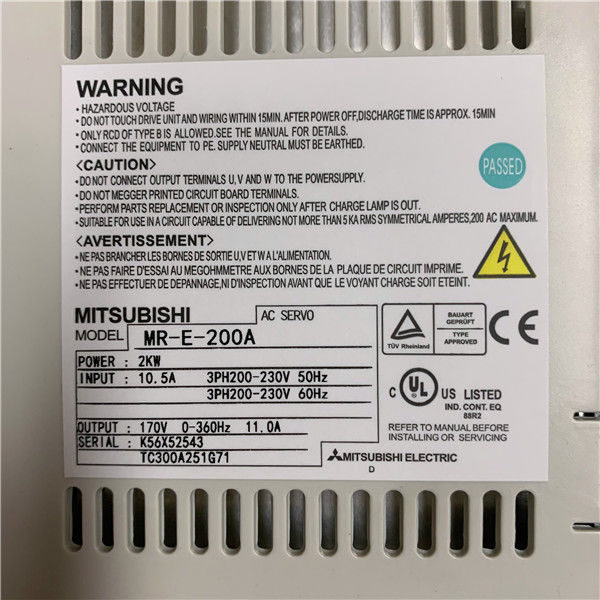 WARNING
• HAZARDOUS VOLTAGE
• DO NOT TOUCH DRIVE UNIT AND WIRING WITHIN 15MIN. AFTER POWER OFF,DISCHARGE TIME IS APPROX. 15MIN
• ONLY RCD OF TYPE B IS ALLOWED. SEE THE MANUAL FOR DETAILS.
• CONNECT THE EQUIPMENT TO PE. SUPPLY NEUTRAL MUST BE EARTHED.
<CAUTION>
•DO NOT CONNECT OUTPUT TERMINALS U, V AND W TO THE POWERSUPPLY.
•DO NOT MEGGER PRINTED CIRCUIT BOARD TERMINALS.
•PERFORM PARTS REPLACEMENT OR INSPECTION ONLY AFTER CHARGE LAMP IS OUT.
•SUITABLE FOR USE IN A CIRCUIT CAPABLE OF DELIVERING NOT MORE THAN 5 KA RMS SYMMETRICAL AMPERES,200 AC MAXIMUM.
PASSED
<AVERTISSEMENT>
•NE PAS BRANCHER LES BORNES DE SORTIE U,V ET W A L'ALIMENTATION.
•NE PAS FAIRE D'ESSAI AU MEGOHMMETRE AUX BORNES DE LA PLAQUE DE CIRCUIT IMPRIME.
•NE PAS EFFECTUER DE DEPANNAGE,NI D'INSPECTION AVANT QUE LE VOYANT CHARGE SOIT ETEINT.
MITSUBISHI AC SERVO
MODEL MR-E-200A
POWER : 2KW
INPUT : 10.5A 3PH200-230V 50Hz
3PH200-230V 60Hz
OUTPUT : 170V 0-360Hz 11.0A
SERIAL : K56X52543
TC300A251G71
TÜV Rheinland
BAUART
GEPRÜFT
TYPE
APPROVED
CE
C UL US LISTED
IND. CONT. EQ
88R2
REFER TO MANUAL BEFORE
INSTALLING OR SERVICING
MITSUBISHI ELECTRIC
D